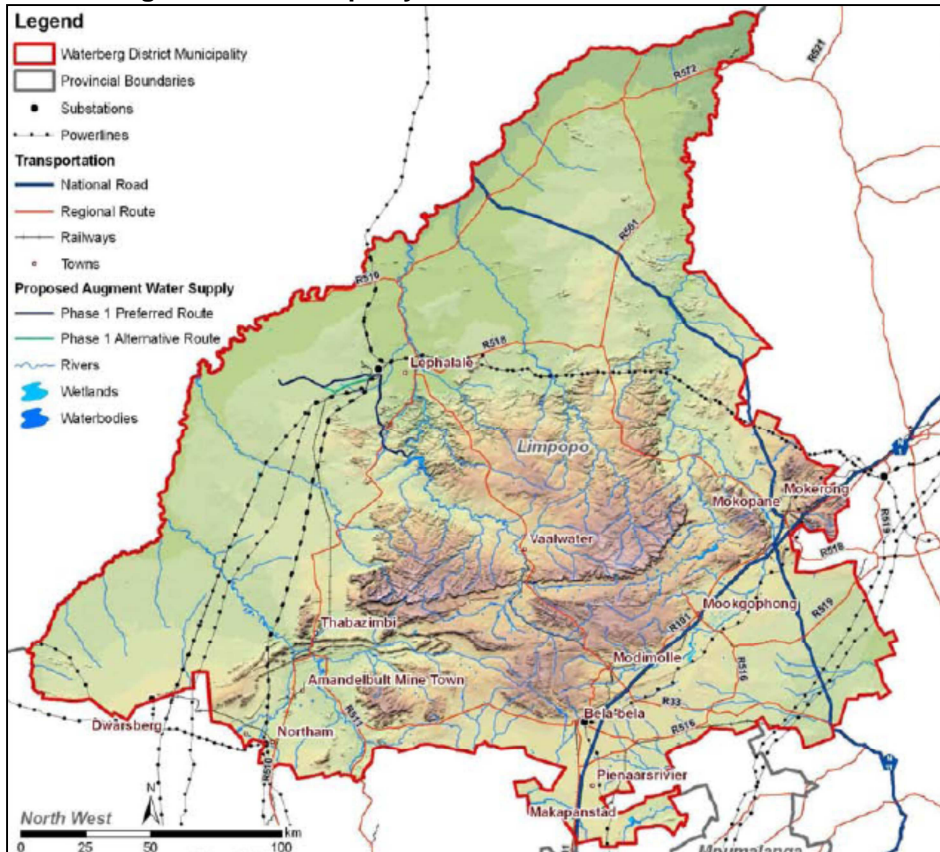 Legend
Waterberg District Municipality
Provincial Boundaries
Substations
Powerlines
Transportation
National Road
Regional Route
Railways
Towns
Proposed Augment Water Supply
Phase 1 Preferred Route
Phase 1 Alternative Route
Rivers
Wetlands
Waterbodies
R521
R572
R561
R510
R518
Lephalale
Limpopo
Mokerong
Mokopane
R519
R518
Vaalwater
Mookgophong
R519
R101
Thabazimbi
Modimolle
R516
Amandelbult Mine Town
R33
Dwarsberg
Bela-bela
R516
Northam
R511
R510
Pienaarsrivier
Makapanstad
N
North West
Mpumalanga
0 25 50 100 km